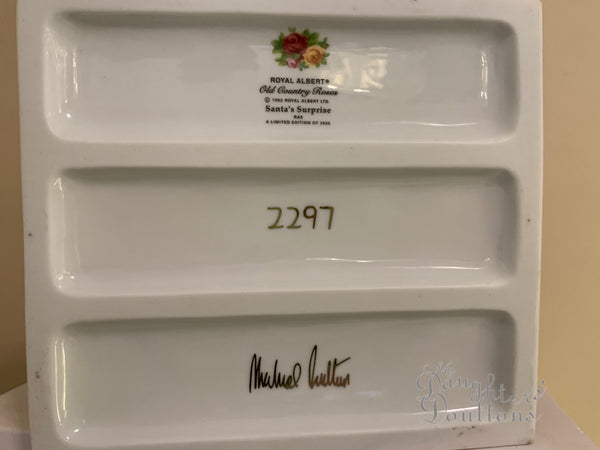 ROYAL ALBERT®
Old Country Roses
© 1962 ROYAL ALBERT LTD.
Santa's Surprise
A LIMITED EDITION OF
2297
Michael Doulton
My
Daughters'
Doultons